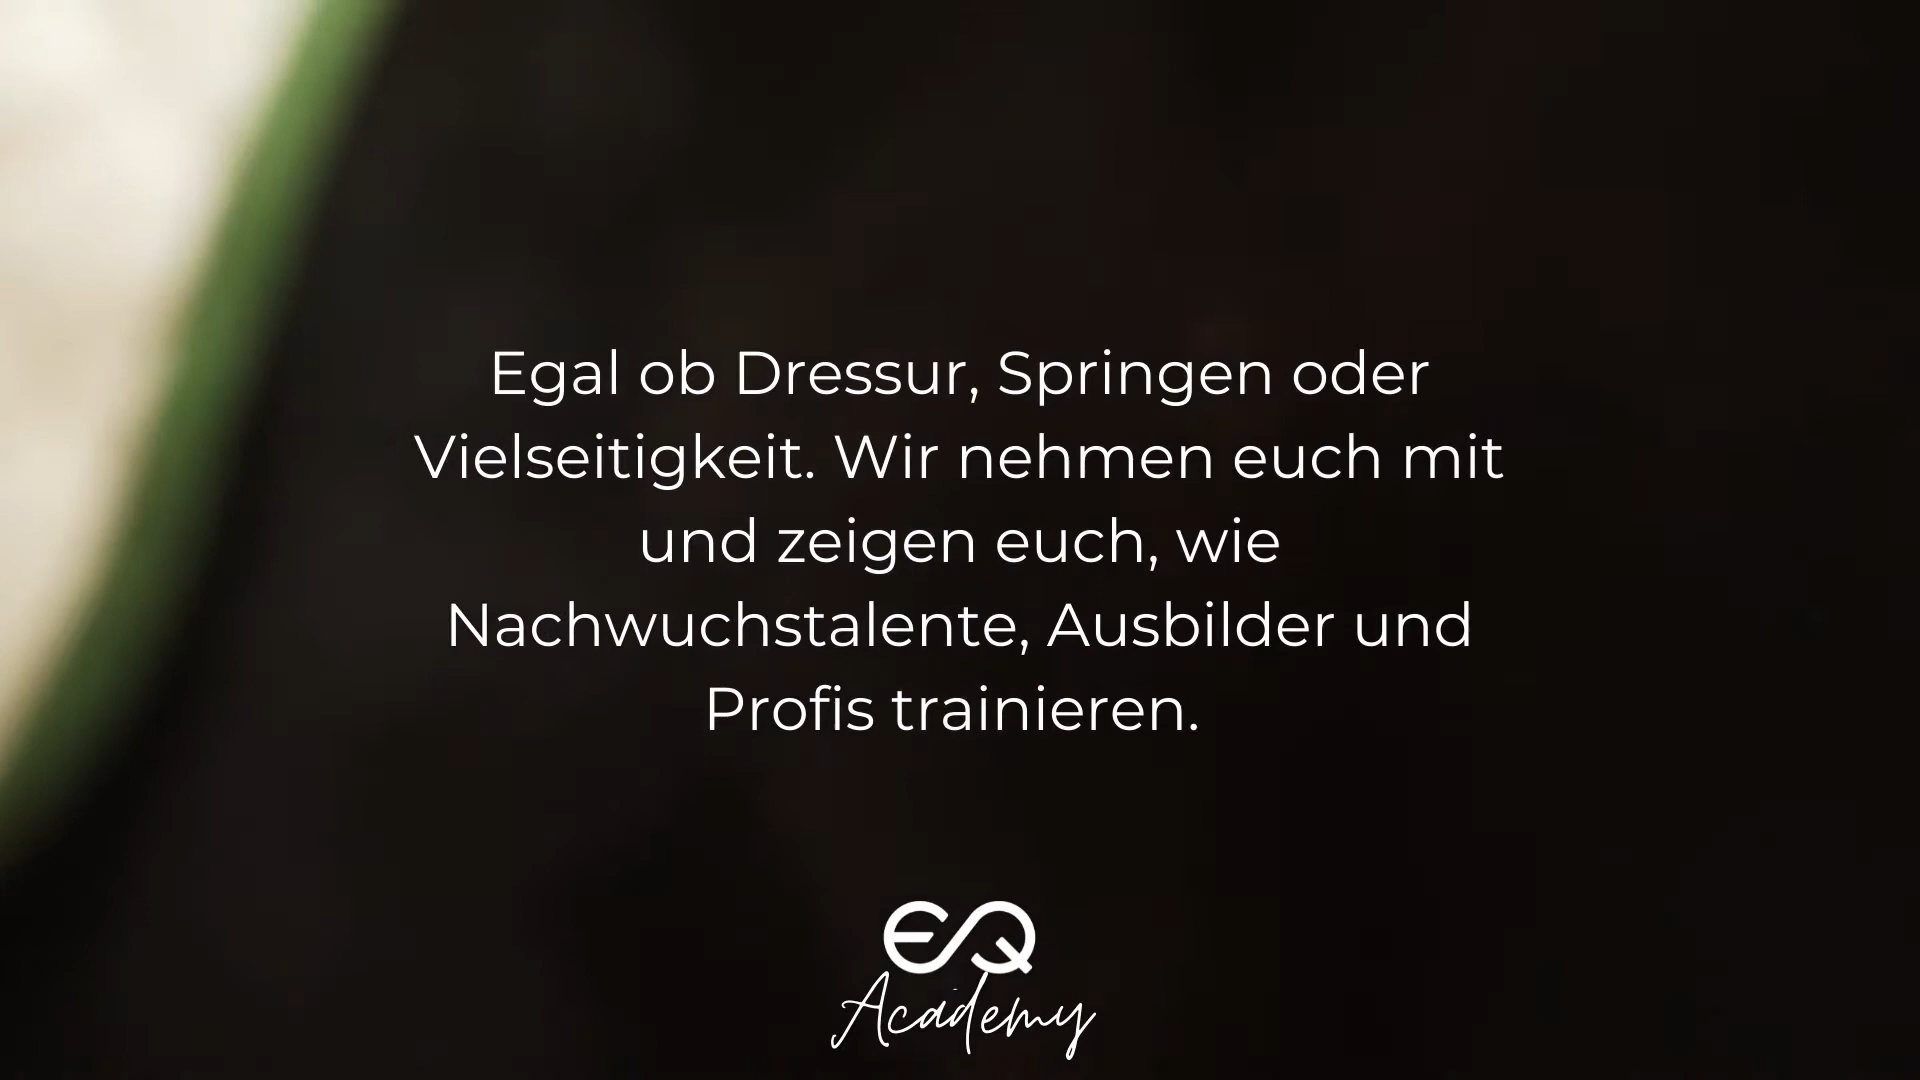 Egal ob Dressur, Springen oder
Vielseitigkeit. Wir nehmen euch mit
und zeigen euch, wie
Nachwuchstalente, Ausbilder und
Profis trainieren.
EQ
Academy